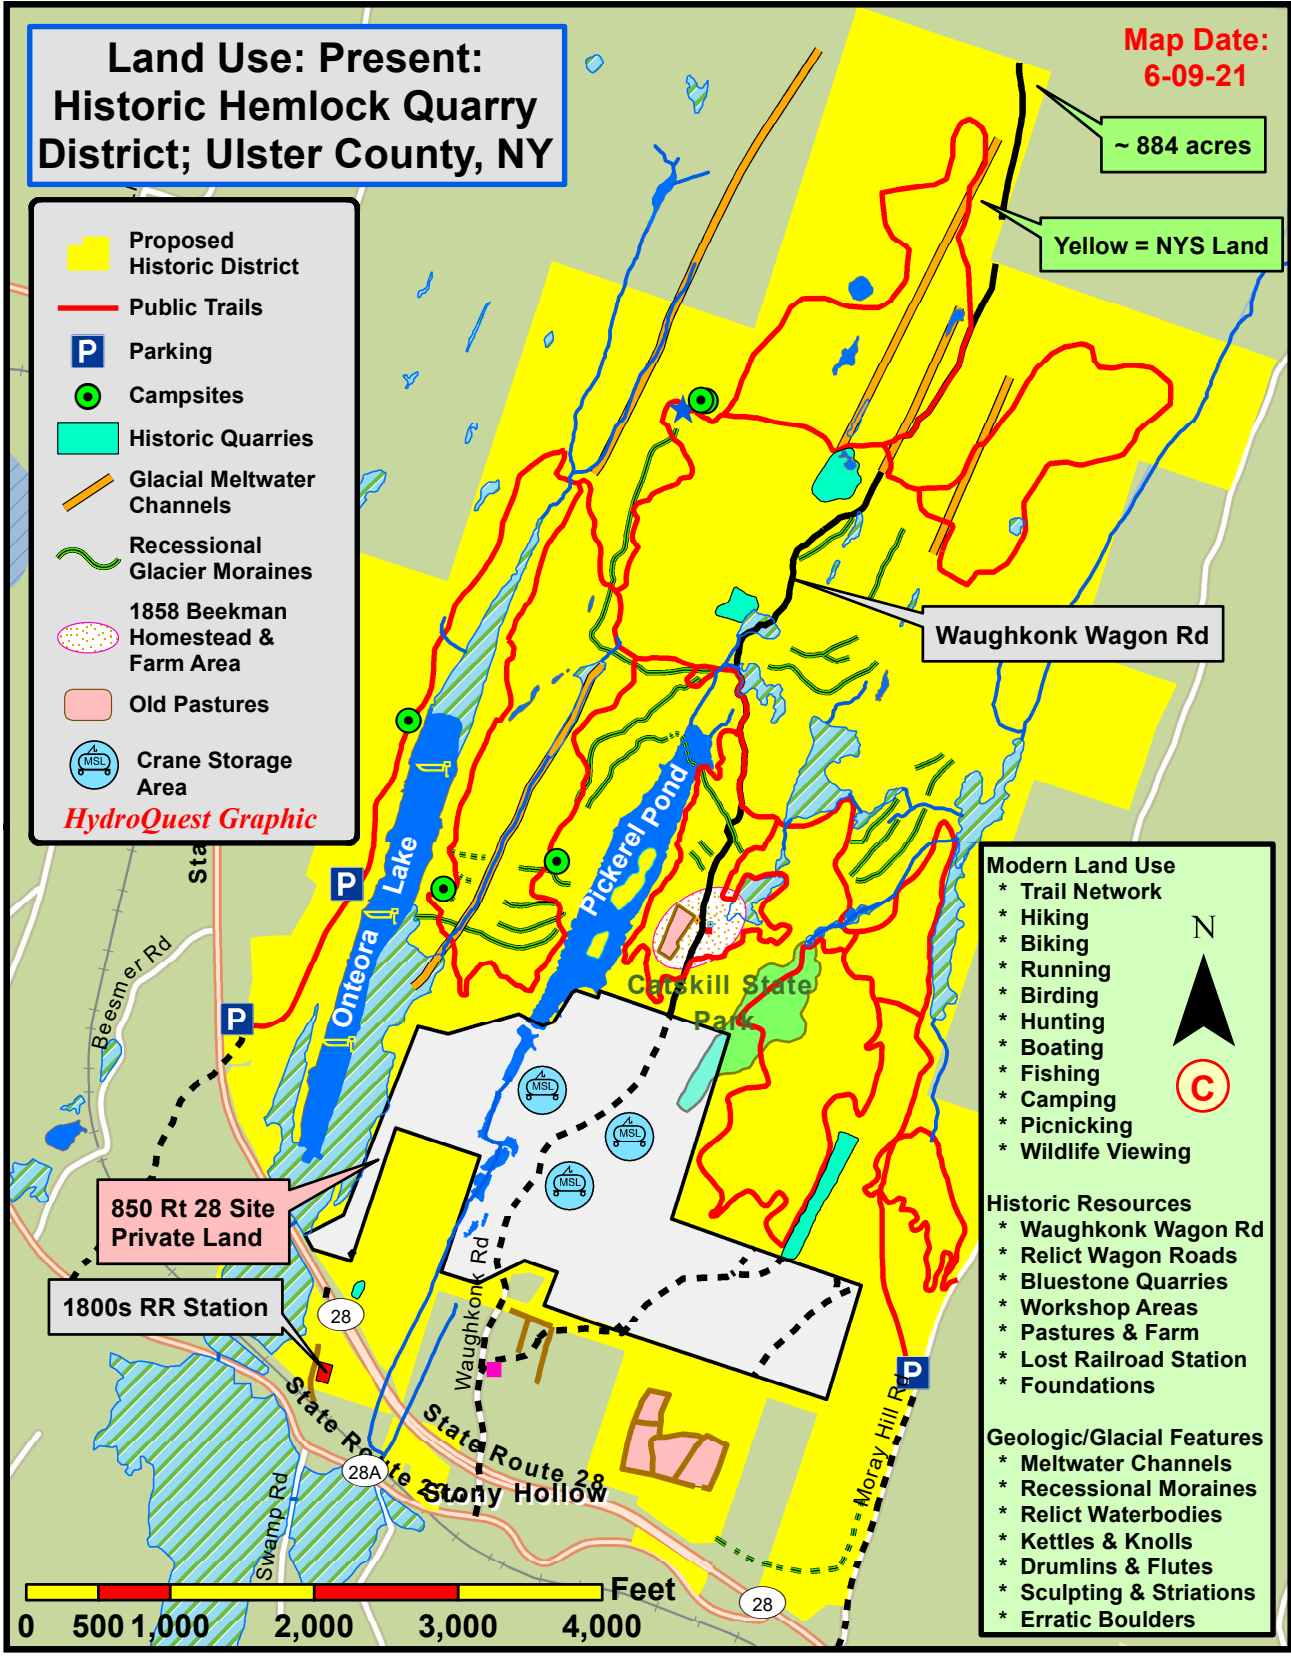 Land Use: Present:
Historic Hemlock Quarry
District; Ulster County, NY
Map Date:
6-09-21
~ 884 acres
Yellow = NYS Land
Proposed
Historic District
Public Trails
P
Parking
Campsites
Historic Quarries
Glacial Meltwater
Channels
Recessional
Glacier Moraines
1858 Beekman
Homestead &
Farm Area
Old Pastures
MSL
Crane Storage
Area
HydroQuest Graphic
Waughkonk Wagon Rd
Sta
Beesmer Rd
P
P
Onteora Lake
Pickerel Pond
Catskill State
Park
MSL
MSL
MSL
850 Rt 28 Site
Private Land
1800s RR Station
28
Waughkonk Rd
State Route 28
State Route 28A
28A
Stony Hollow
Swamp Rd
Moray Hill Rd
P
28
Feet
0 500 1,000 2,000 3,000 4,000
Modern Land Use
* Trail Network
* Hiking
* Biking
* Running
* Birding
* Hunting
* Boating
* Fishing
* Camping
* Picnicking
* Wildlife Viewing
N
C
Historic Resources
* Waughkonk Wagon Rd
* Relict Wagon Roads
* Bluestone Quarries
* Workshop Areas
* Pastures & Farm
* Lost Railroad Station
* Foundations
Geologic/Glacial Features
* Meltwater Channels
* Recessional Moraines
* Relict Waterbodies
* Kettles & Knolls
* Drumlins & Flutes
* Sculpting & Striations
* Erratic Boulders